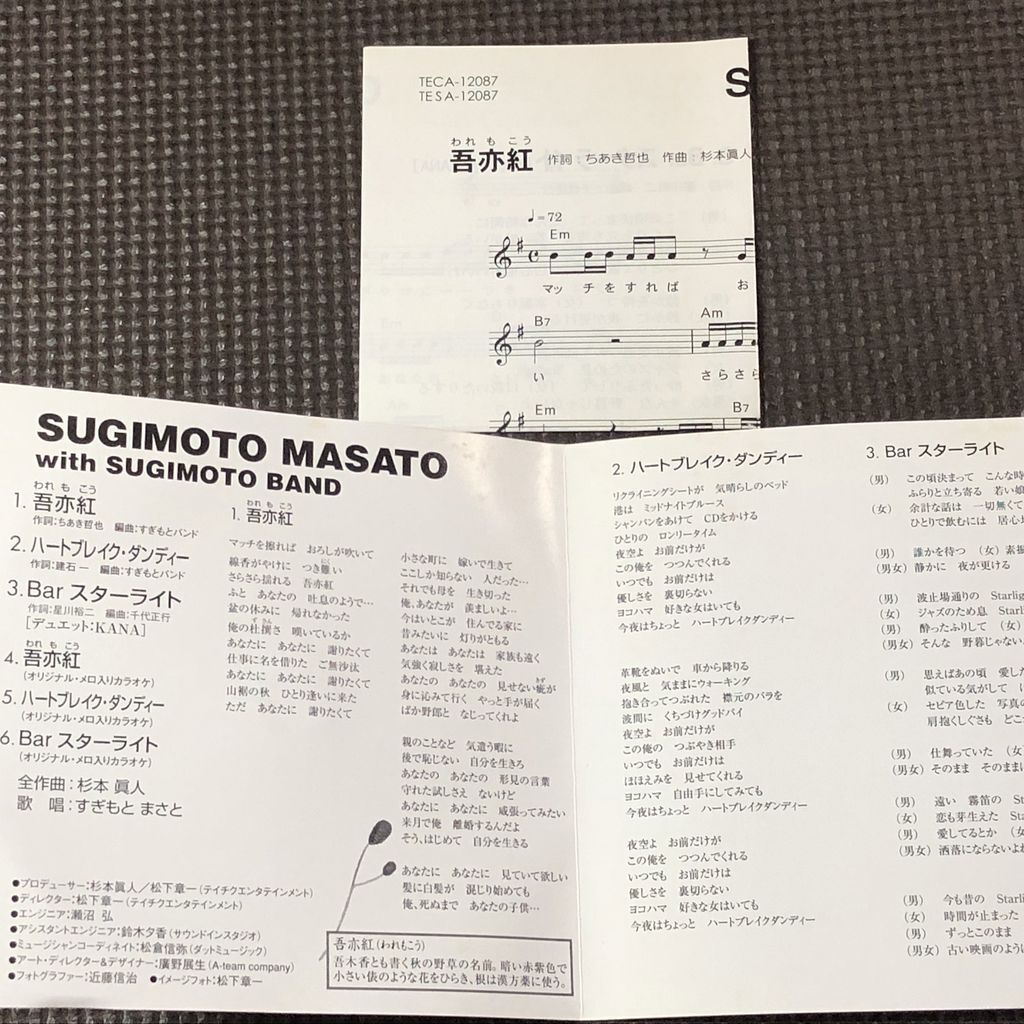 TECA-12087
TESA-12087
S
われ も こう
吾亦紅 作詞:ちあき哲也 作曲:杉本眞人
♩=72
Em
マッ チ を す れ ば お
B7 Am
い さ ら さ ら
Em B7
SUGIMOTO MASATO
with SUGIMOTO BAND
われ も こう
1. 吾亦紅
作詞:ちあき哲也 編曲:すぎもとバンド
2. ハートブレイク・ダンディー
作詞:建石一 編曲:すぎもとバンド
3. Bar スターライト
作詞:星川裕二 編曲:千代正行
[デュエット:KANA]
われ も こう
4. 吾亦紅
(オリジナル・メロ入りカラオケ)
5. ハートブレイク・ダンディー
(オリジナル・メロ入りカラオケ)
6. Bar スターライト
(オリジナル・メロ入りカラオケ)
全作曲:杉本 眞人
歌 唱:すぎもと まさと
●プロデューサー:杉本眞人/松下章一(テイチクエンタテインメント)
●ディレクター:松下章一(テイチクエンタテインメント)
●エンジニア:瀬沼 弘
●アシスタントエンジニア:鈴木夕香(サウンドインスタジオ)
●ミュージシャンコーディネイト:松倉信弥(ダットミュージック)
●アート・ディレクター&デザイナー:廣野展生(A-team company)
●フォトグラファー:近藤信治 ●イメージフォト:松下章一
われ も こう
1. 吾亦紅
マッチを擦れば おろしが吹いて
線香がやけに つき難い
さらさら揺れる 吾亦紅
ふと あなたの 吐息のようで…
盆の休みに 帰れなかった
俺の杜撰さ 嘆いているか
あなたに あなたに 謝りたくて
仕事に名を借りた ご無沙汰
あなたに あなたに 謝りたくて
山裾の秋 ひとり逢いに来た
ただ あなたに 謝りたくて
小さな町に 嫁いで生きて
ここしか知らない 人だった…
それでも母を 生き切った
俺、あなたが 羨ましいよ…
今はいとこが 住んでる家に
昔みたいに 灯りがともる
あなたは あなたは 家族も遠く
気強く寂しさを 堪えた
あなたの あなたの 見せない疵が
身に沁みて行く やっと手が届く
ばか野郎と なじってくれよ
親のことなど 気遣う暇に
後で恥じない 自分を生きろ
あなたの あなたの 形見の言葉
守れた試しさえ ないけど
あなたに あなたに 威張ってみたい
来月で俺 離婚するんだよ
そう、はじめて 自分を生きる
あなたに あなたに 見ていて欲しい
髪に白髪が 混じり始めても
俺、死ぬまで あなたの子供…
吾亦紅(われもこう)
吾木香とも書く秋の野草の名前。暗い赤紫色で
小さい俵のような花をひらき、根は漢方薬に使う。
2. ハートブレイク・ダンディー
リクライニングシートが 気晴らしのベッド
港は ミッドナイトブルース
シャンパンをあけて CDをかける
ひとりの ロンリータイム
夜空よ お前だけが
この俺を つつんでくれる
いつでも お前だけは
優しさを 裏切らない
ヨコハマ 好きな女はいても
今夜はちょっと ハートブレイクダンディー
革靴をぬいで 車から降りる
夜風と 気ままにウォーキング
抱き合ってつぶれた 襟元のバラを
波間に くちづけグッドバイ
夜空よ お前だけが
この俺の つぶやき相手
いつでも お前だけは
ほほえみを 見せてくれる
ヨコハマ 自由手にしてみても
今夜はちょっと ハートブレイクダンディー
夜空よ お前だけが
この俺を つつんでくれる
いつでも お前だけは
優しさを 裏切らない
ヨコハマ 好きな女はいても
今夜はちょっと ハートブレイクダンディー
3. Bar スターライト
(男) この頃決まって こんな時
ふらりと立ち寄る 若い娘
(女) 余計な話は 一切無くて
ひとりで飲むには 居心
(男) 誰かを待つ (女)素振
(男女)静かに 夜が更ける
(男) 波止場通りの Starlig
(女) ジャズのため息 Starl
(男) 酔ったふりして (女)
(男女)そんな 野暮じゃない
(男) 思えばあの頃 愛した
似ている気がして
(女) セピア色した 写真の
肩抱くしぐさも どこ
(男) 仕舞っていた (女)
(男女)そのまま そのまま
(男) 遠い 霧笛の St
(女) 恋も芽生えた Sta
(男) 愛してるとか (女)
(男女)洒落にならないよね
(男) 今も昔の Starli
(女) 時間が止まった
(男) ずっとこのまま
(男女)古い映画のように